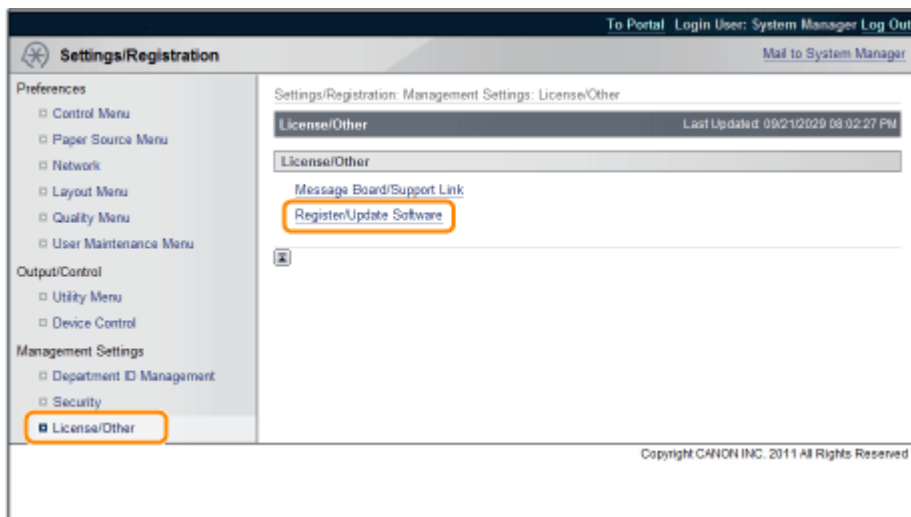 To Portal Login User: System Manager Log Out
Settings/Registration
Mail to System Manager
Preferences
Control Menu
Paper Source Menu
Network
Layout Menu
Quality Menu
User Maintenance Menu
Output/Control
Utility Menu
Device Control
Management Settings
Department ID Management
Security
License/Other
Settings/Registration: Management Settings: License/Other
License/Other Last Updated: 09/21/2029 08:02:27 PM
License/Other
Message Board/Support Link
Register/Update Software
Copyright CANON INC. 2011 All Rights Reserved